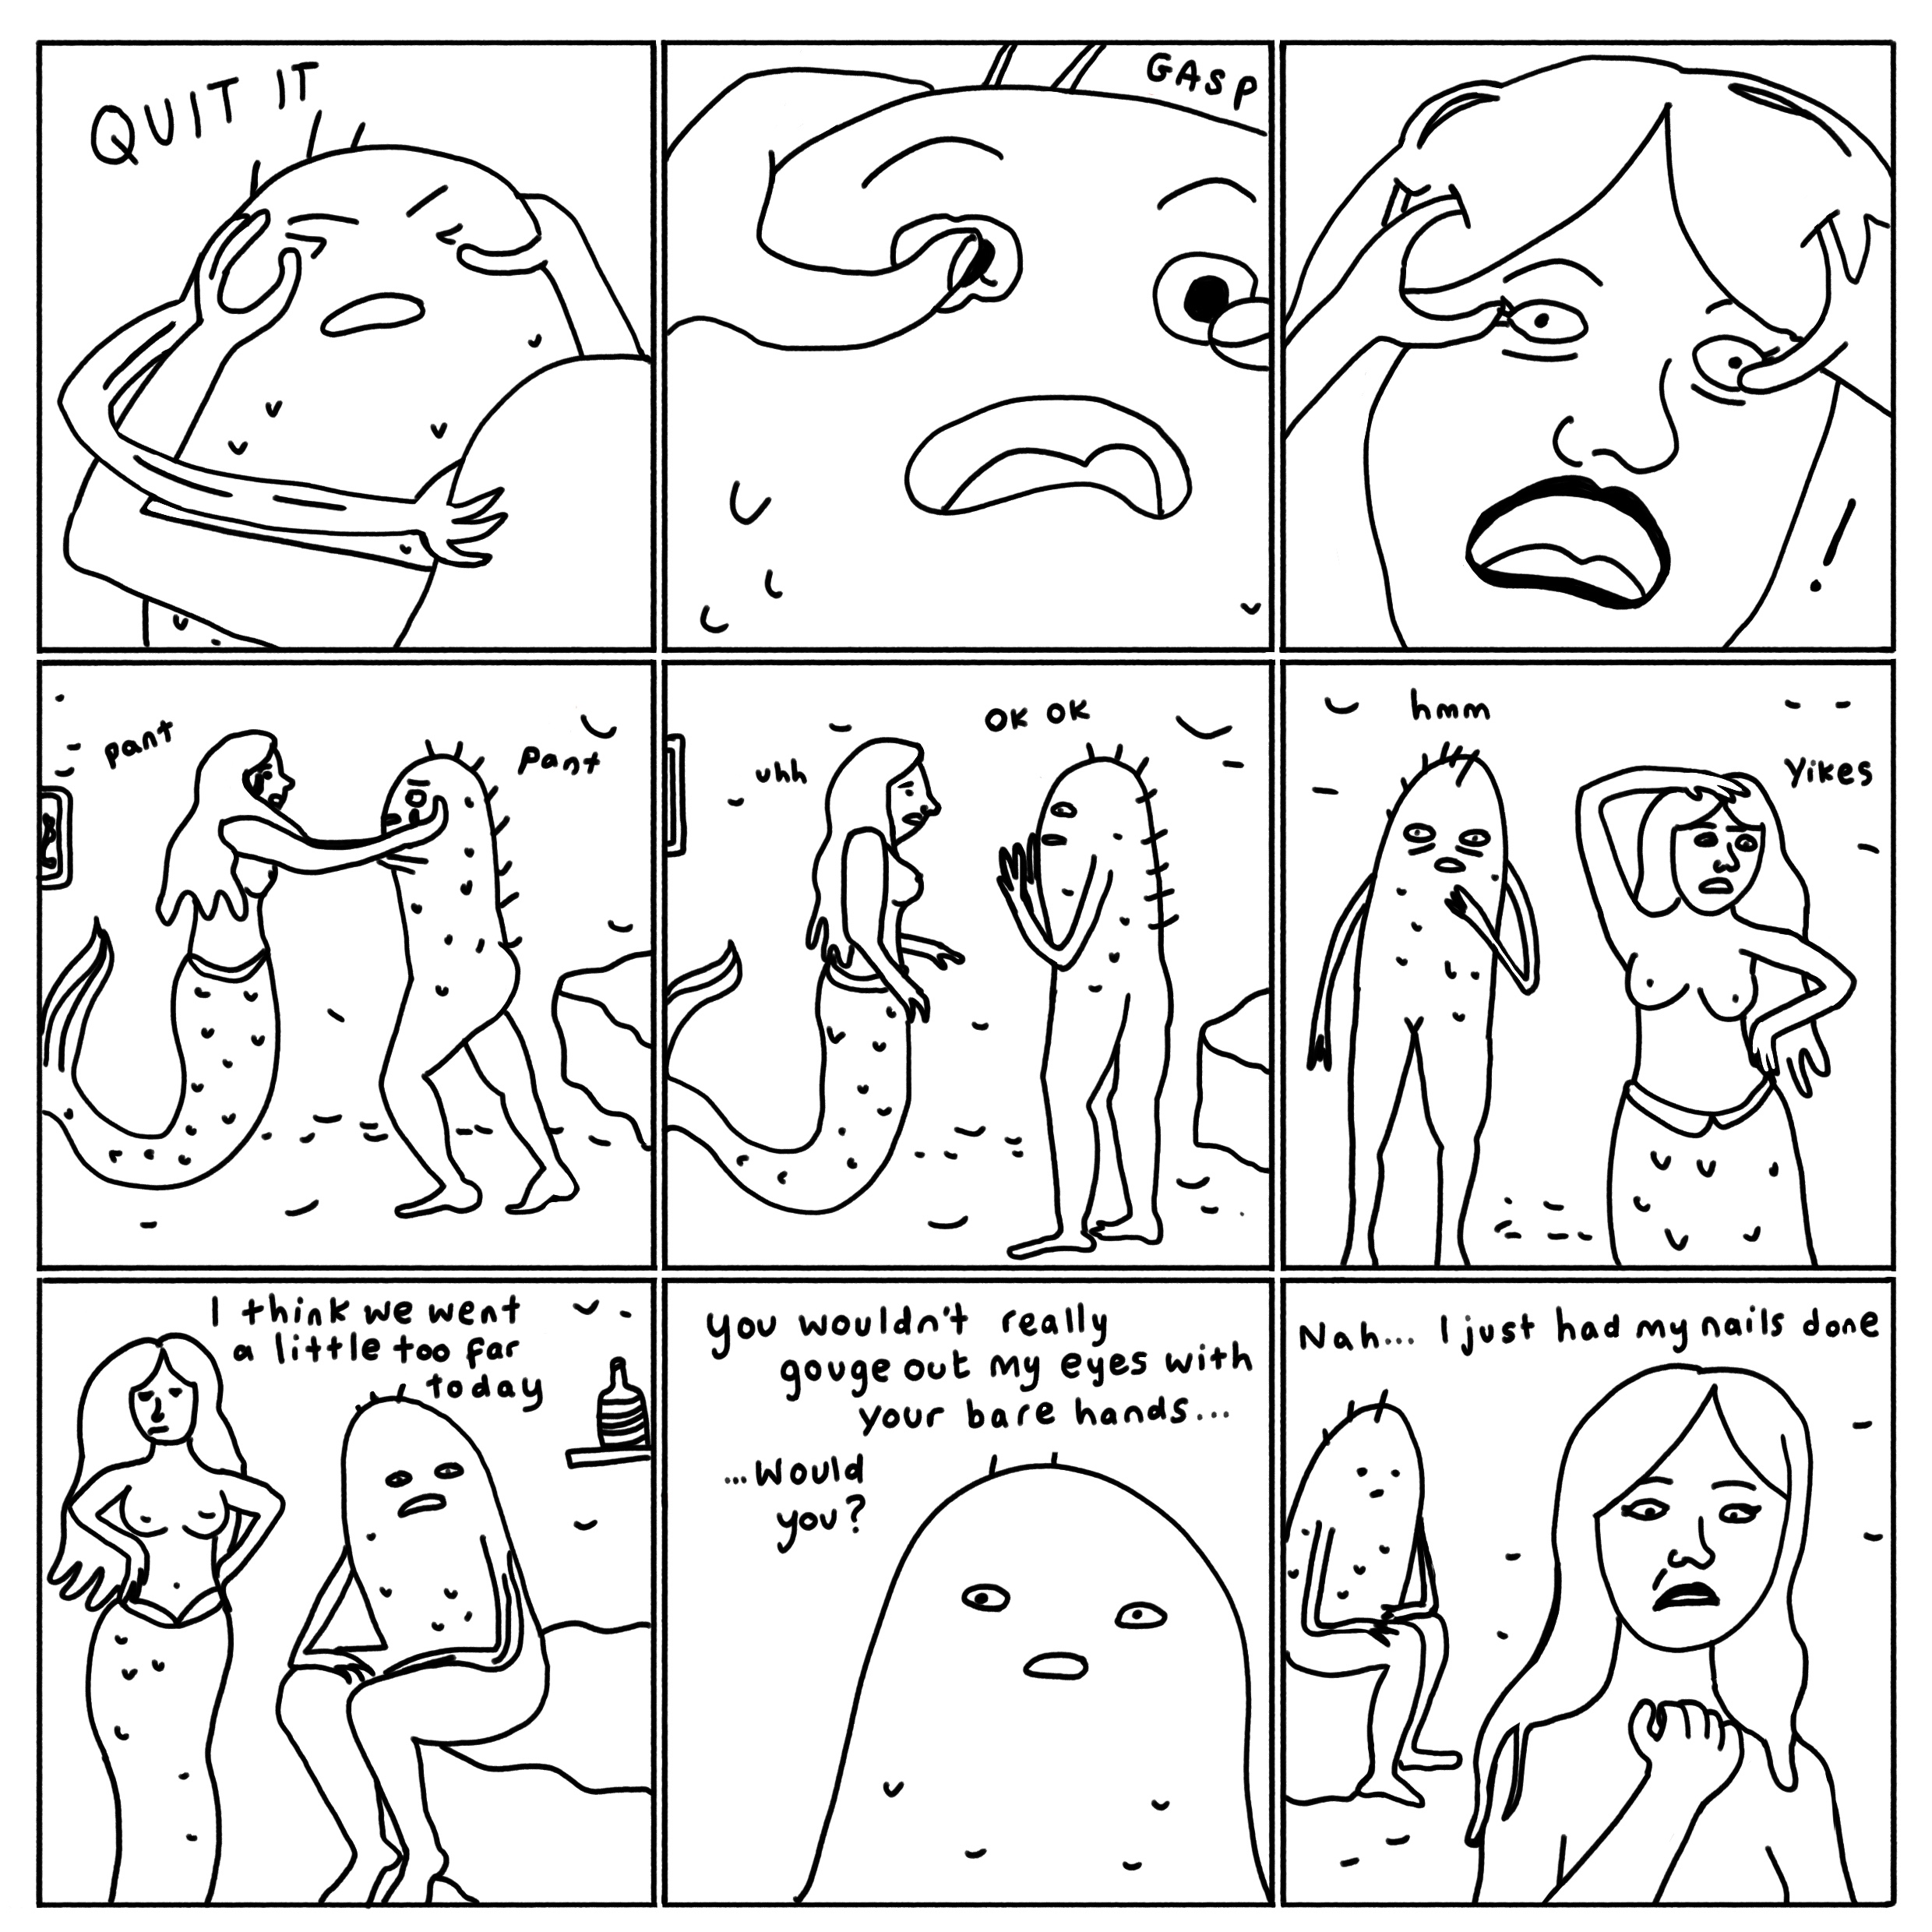 QUIT IT
GASP
pant
pant
uhh
OK OK
hmm
yikes
I think we went
a little too far
today
you wouldn't really
gouge out my eyes with
your bare hands...
...would
you?
Nah... I just had my nails done